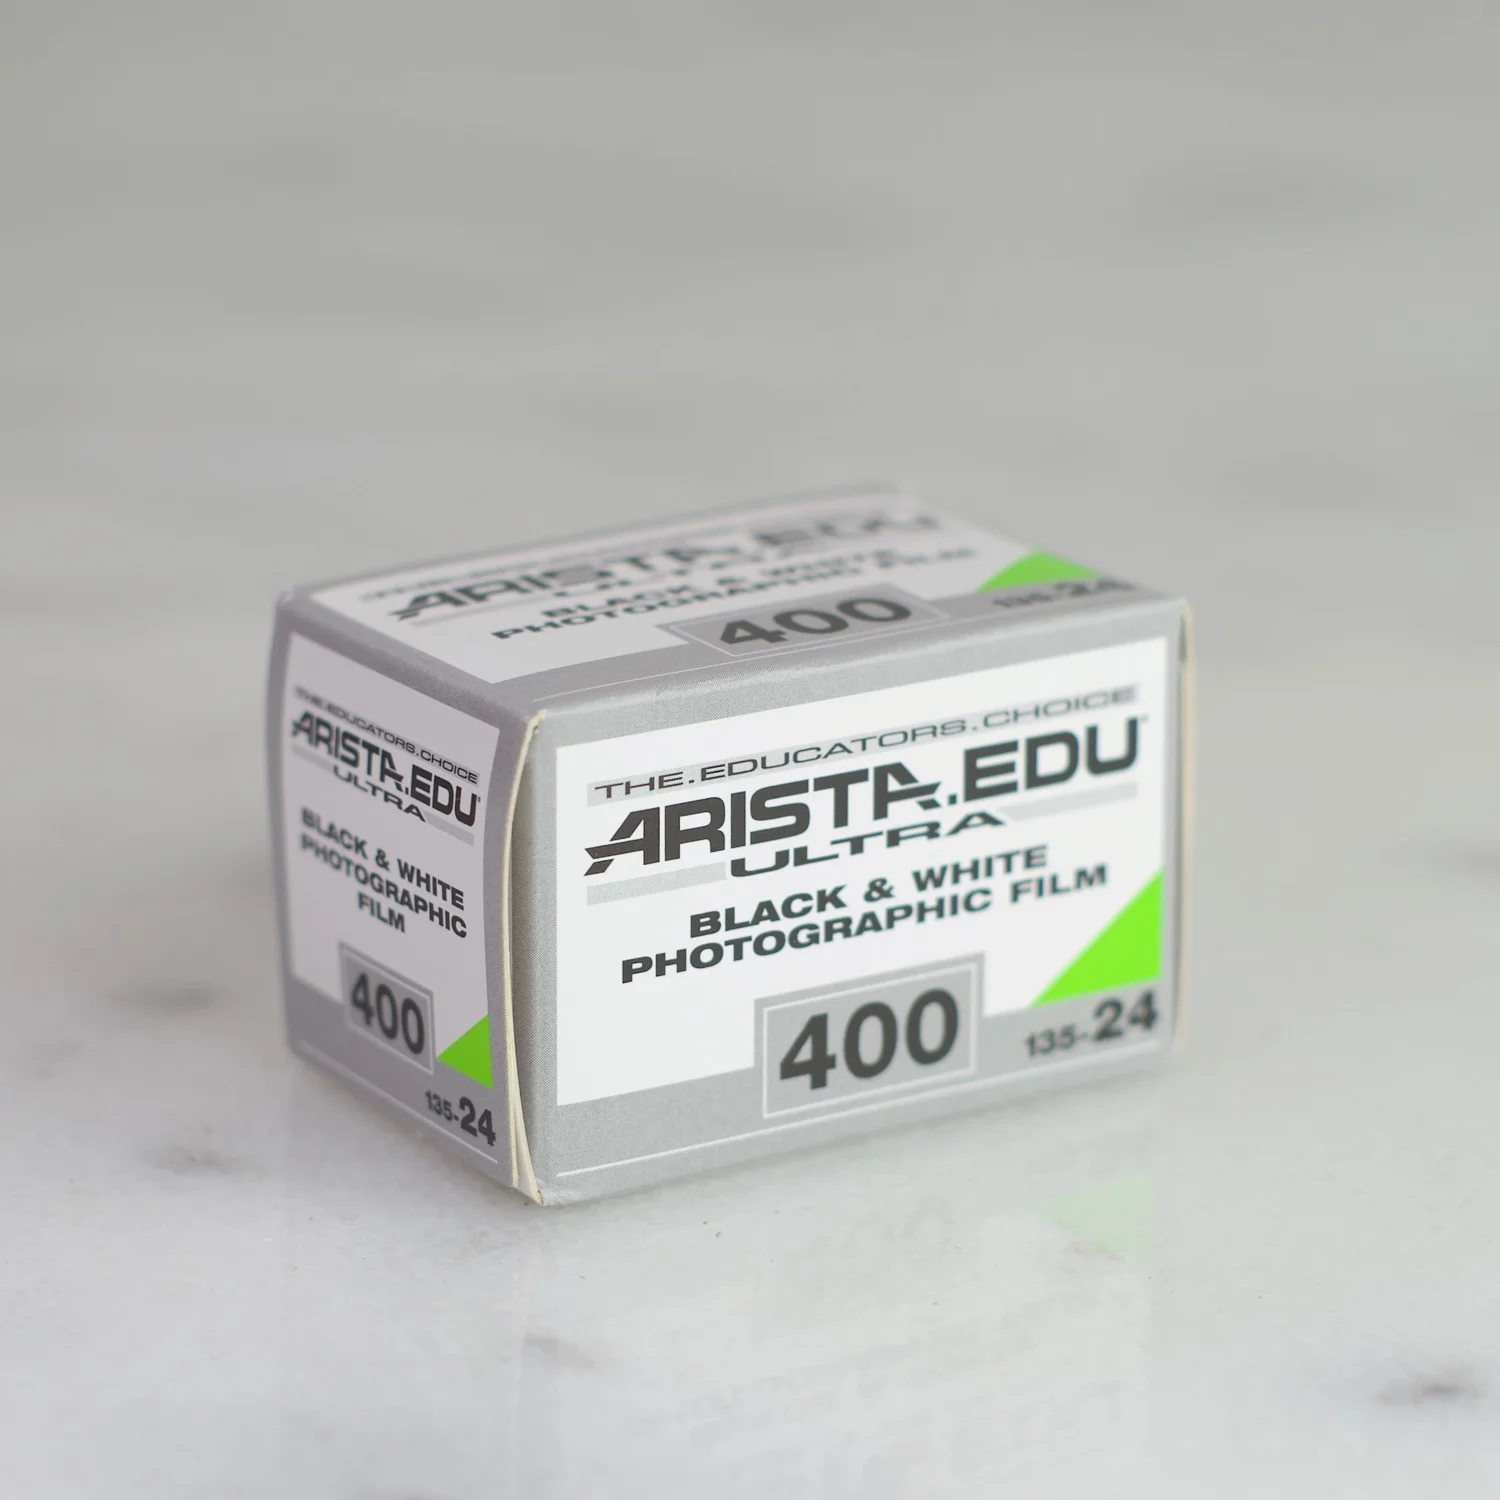 ARISTA.EDU
ULTRA
BLACK & WHITE
PHOTOGRAPHIC FILM
400
135-24
THE.EDUCATORS.CHOICE
ARISTA.EDU
ULTRA
BLACK & WHITE
PHOTOGRAPHIC
FILM
400
135-24
THE.EDUCATORS.CHOICE
ARISTA.EDU
ULTRA
BLACK & WHITE
PHOTOGRAPHIC FILM
400
135-24